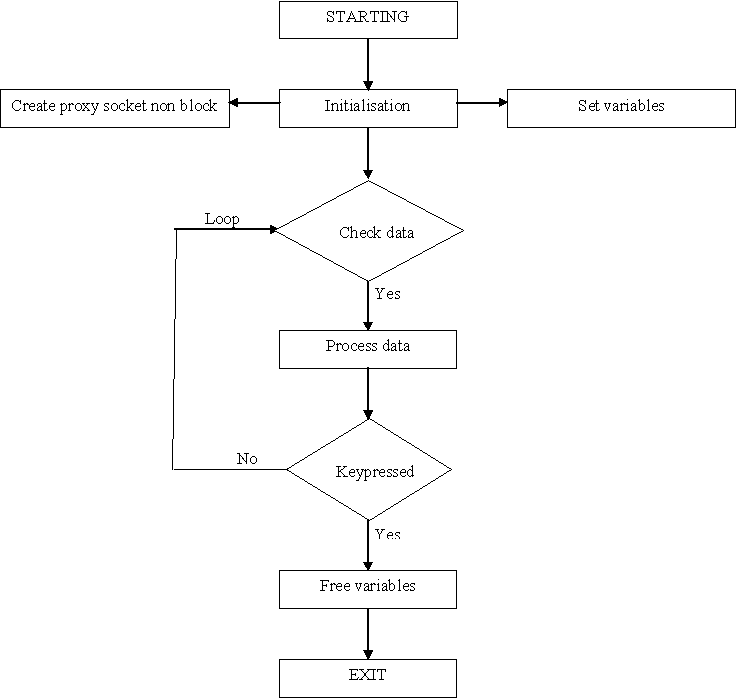 STARTING
Create proxy socket non block
Initialisation
Set variables
Loop
Check data
Yes
Process data
No
Keypressed
Yes
Free variables
EXIT